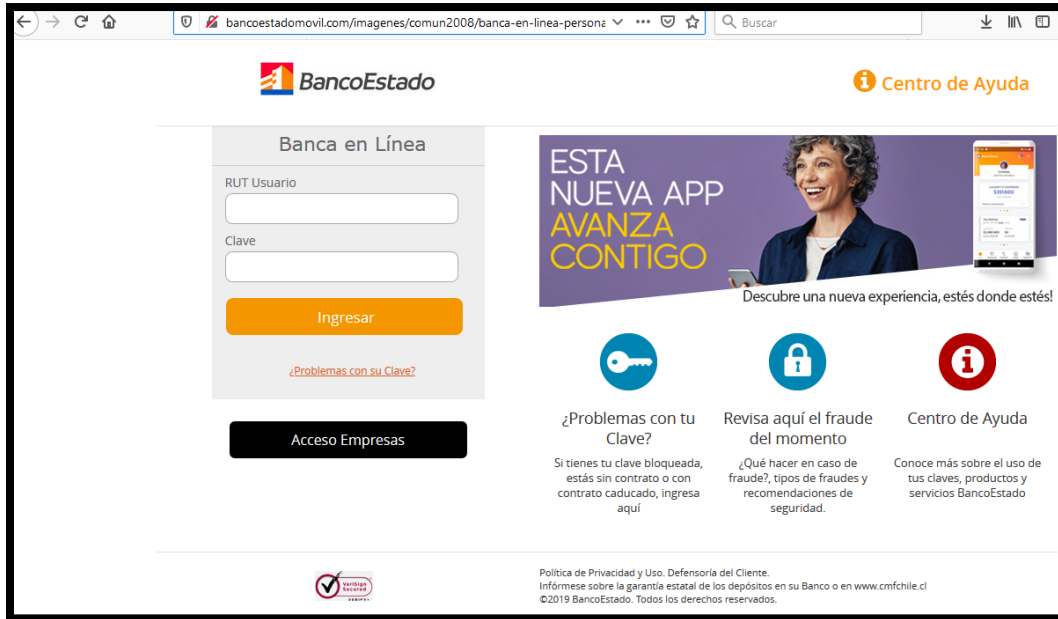 bancoestadomovil.com/imagenes/comun2008/banca-en-linea-persona
Buscar
BancoEstado
Centro de Ayuda
Banca en Línea
RUT Usuario
Clave
Ingresar
¿Problemas con su Clave?
Acceso Empresas
ESTA
NUEVA APP
AVANZA
CONTIGO
Descubre una nueva experiencia, estés donde estés!
¿Problemas con tu
Clave?
Si tienes tu clave bloqueada,
estás sin contrato o con
contrato caducado, ingresa
aquí
Revisa aquí el fraude
del momento
¿Qué hacer en caso de
fraude?, tipos de fraudes y
recomendaciones de
seguridad.
Centro de Ayuda
Conoce más sobre el uso de
tus claves, productos y
servicios BancoEstado
VeriSign
Secured
VERIFY
Política de Privacidad y Uso. Defensoría del Cliente.
Infórmese sobre la garantía estatal de los depósitos en su Banco o en www.cmfchile.cl
©2019 BancoEstado. Todos los derechos reservados.